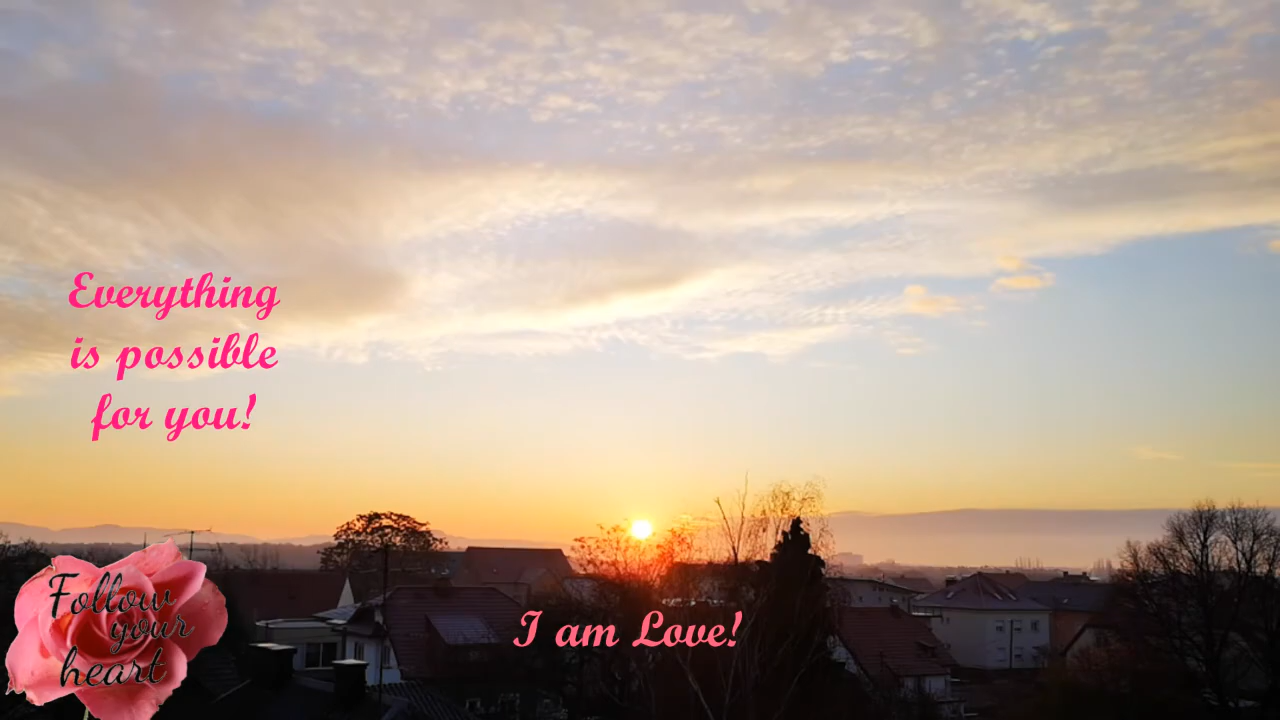 Everything
is possible
for you!
I am Love!
Follow
your
heart